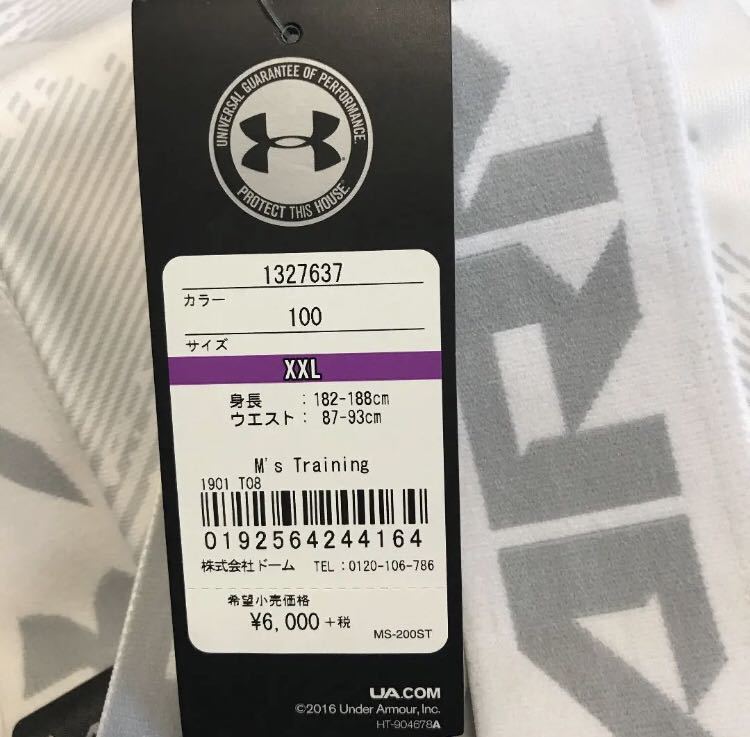 UNIVERSAL GUARANTEE OF PERFORMANCE.
PROTECT THIS HOUSE.
1327637
カラー
100
サイズ
XXL
身長 : 182-188cm
ウエスト : 87-93cm
M's Training
1901 T08
0192564244164
株式会社ドーム TEL:0120-106-786
希望小売価格
¥6,000+税
MS-200ST
UA.COM
©2016 Under Armour, Inc.
HT-904678A